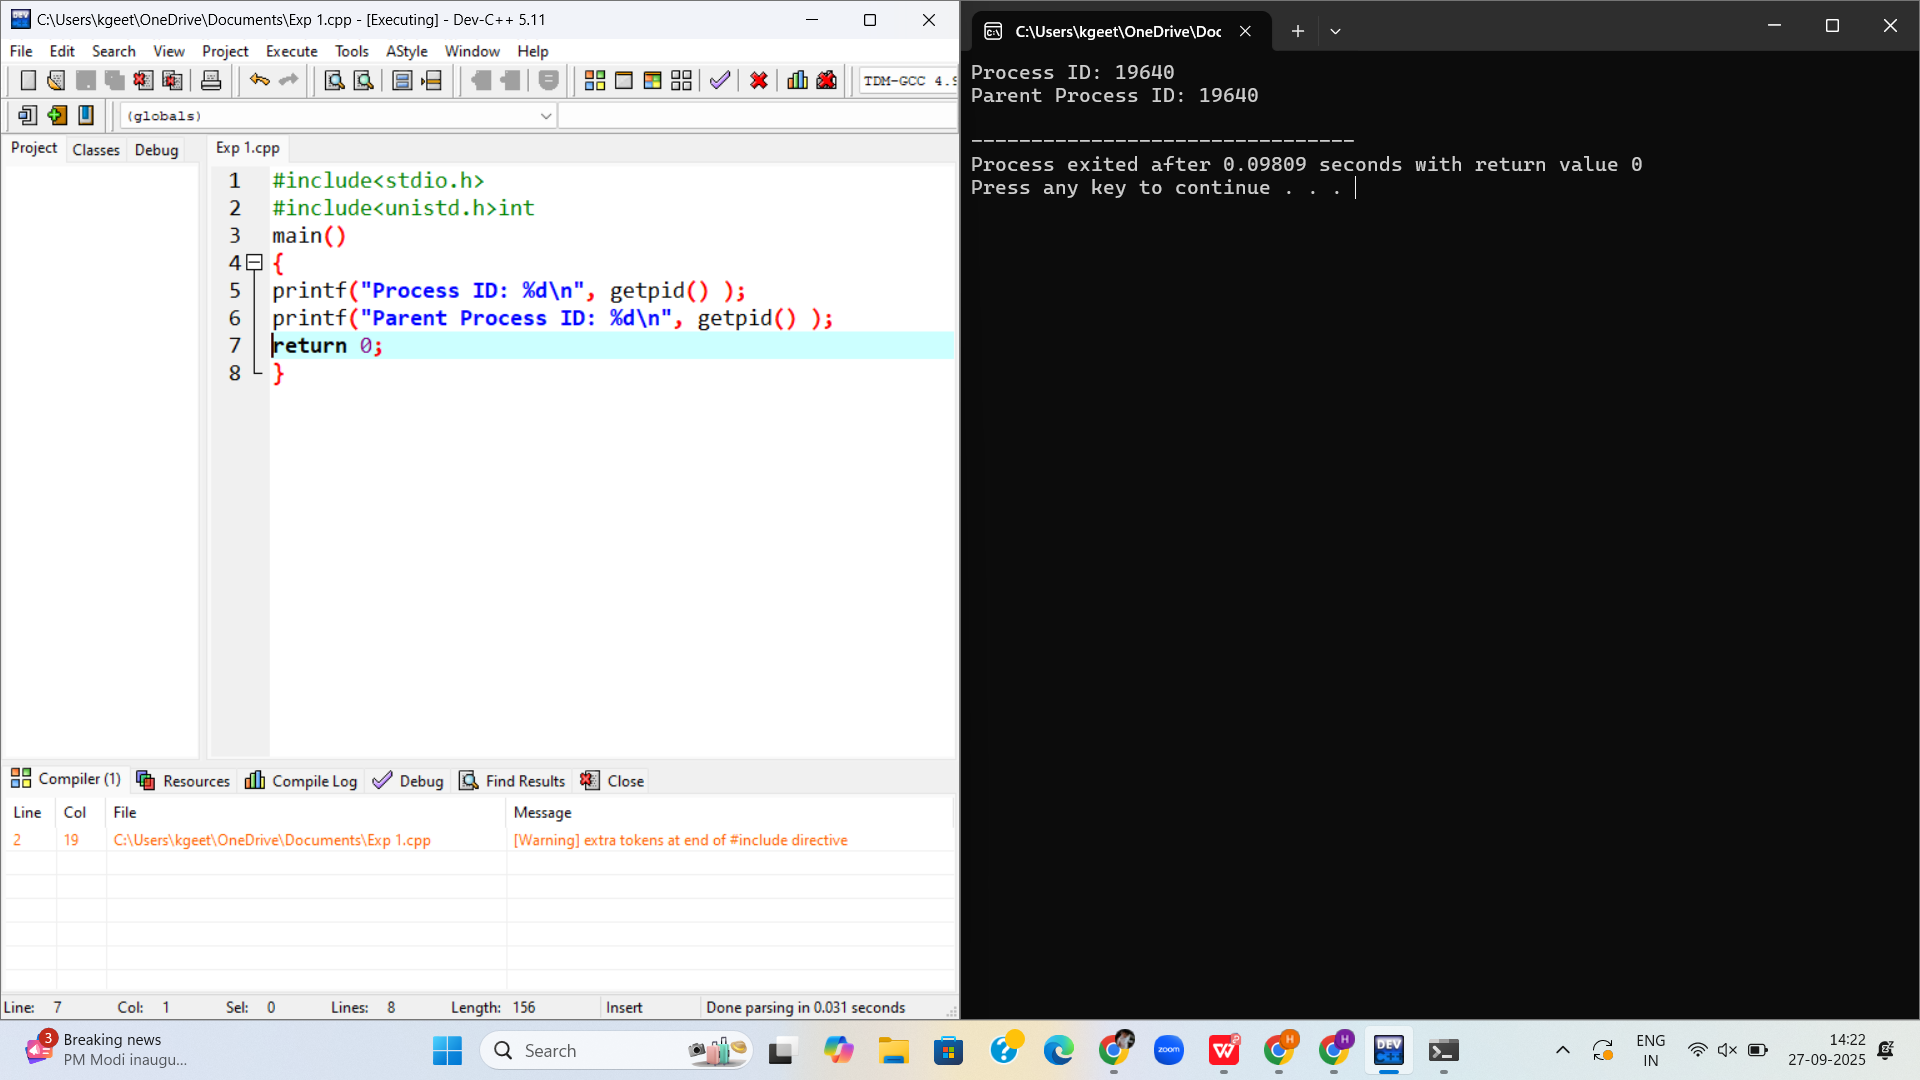 C:\Users\kgeet\OneDrive\Documents\Exp 1.cpp - [Executing] - Dev-C++ 5.11
File Edit Search View Project Execute Tools AStyle Window Help
TDM-GCC 4.9
(globals)
Project Classes Debug
Exp 1.cpp
1 #include<stdio.h>
2 #include<unistd.h>int
3 main()
4 {
5 printf("Process ID: %d\n", getpid() );
6 printf("Parent Process ID: %d\n", getpid() );
7 return 0;
8 }
Compiler (1) Resources Compile Log Debug Find Results Close
Line Col File Message
2 19 C:\Users\kgeet\OneDrive\Documents\Exp 1.cpp [Warning] extra tokens at end of #include directive
Line: 7 Col: 1 Sel: 0 Lines: 8 Length: 156 Insert Done parsing in 0.031 seconds
C:\Users\kgeet\OneDrive\Doc
Process ID: 19640
Parent Process ID: 19640
--------------------------------
Process exited after 0.09809 seconds with return value 0
Press any key to continue . . .
3
Breaking news
PM Modi inaugu...
Search
zoom
W
H
H
DEV
C++
ENG
IN
14:22
27-09-2025